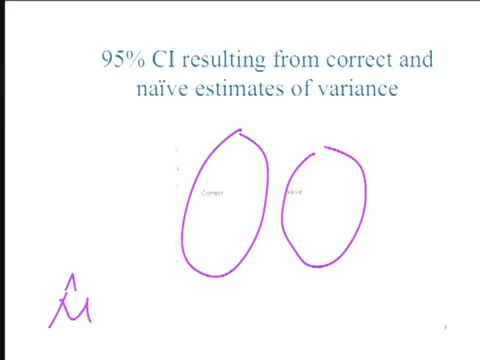 95% CI resulting from correct and
naïve estimates of variance
Correct
Naive
μ̂